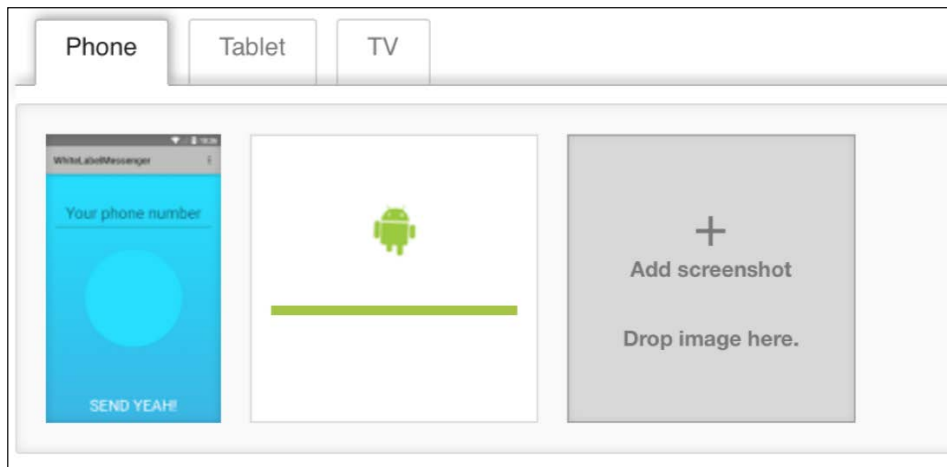 Phone
Tablet
TV
WhiteLabelMessenger
Your phone number
SEND YEAH!
Add screenshot
Drop image here.